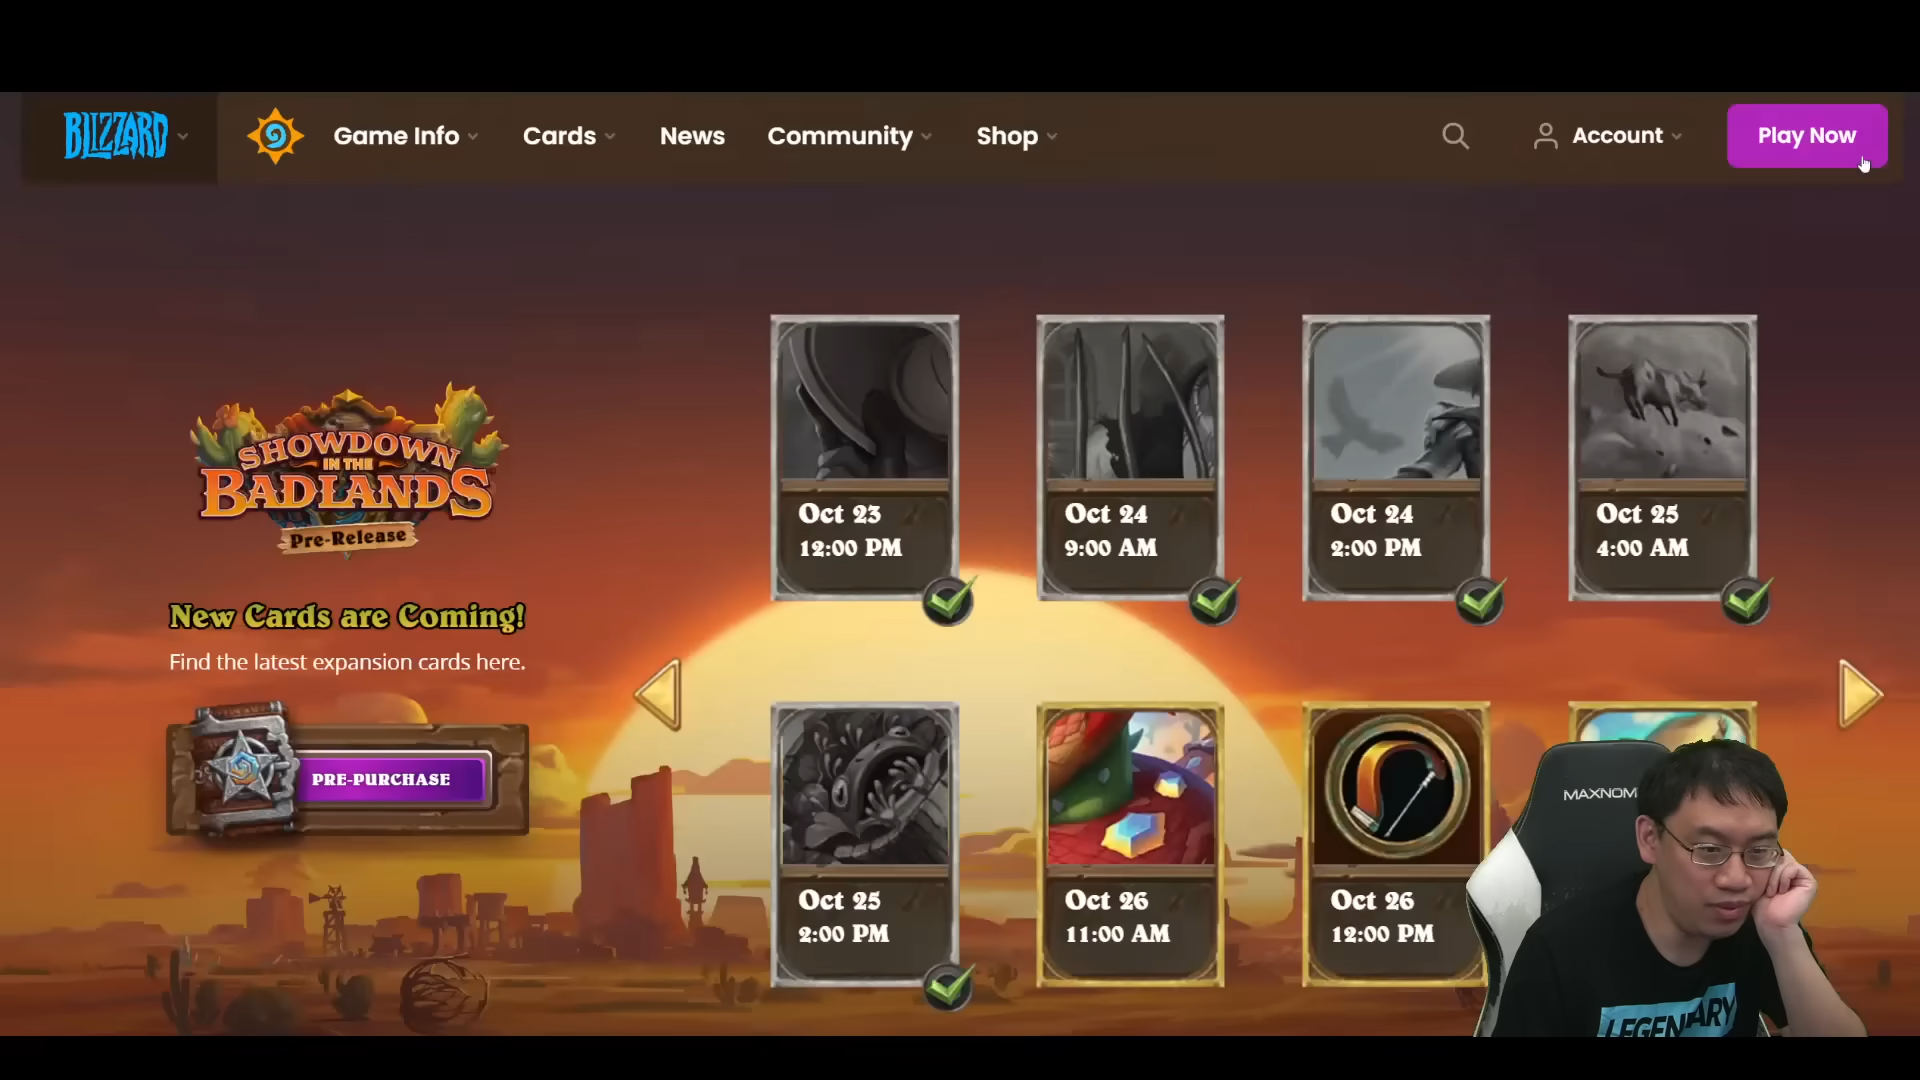 BLIZZARD
Game Info
Cards
News
Community
Shop
Account
Play Now
SHOWDOWN
IN THE
BADLANDS
Pre-Release
New Cards are Coming!
Find the latest expansion cards here.
PRE-PURCHASE
Oct 23
12:00 PM
Oct 24
9:00 AM
Oct 24
2:00 PM
Oct 25
4:00 AM
Oct 25
2:00 PM
Oct 26
11:00 AM
Oct 26
12:00 PM
MAXNOM
LEGENDARY